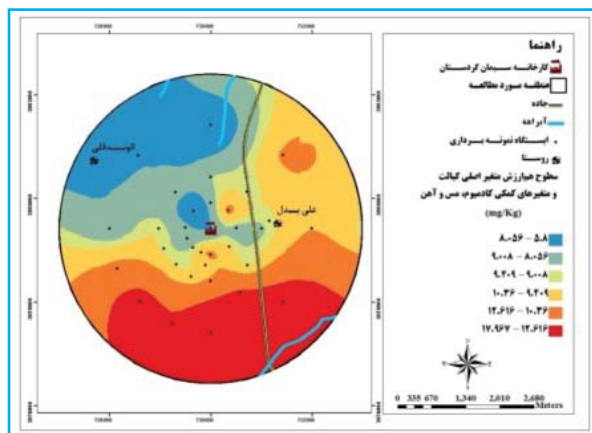 راهنما
کارخانه سیمان کردستان
منطقه مورد مطالعه
جاده
آبراهه
ایستگاه نمونه برداری
روستا
سطوح هم‌ارزش متغیر اصلی کبالت
و متغیرهای کمکی کادمیوم، مس و آهن
(mg/Kg)
۸.۰۵۶ – ۵.۸
۹.۰۰۸ – ۸.۰۵۶
۹.۴۰۹ – ۹.۰۰۸
۱۰.۳۶ – ۹.۴۰۹
۱۲.۶۱۶ – ۱۰.۳۶
۱۷.۹۶۷ – ۱۲.۶۱۶
0 335 670 1,340 2,010 2,680
Meters
علی بدل